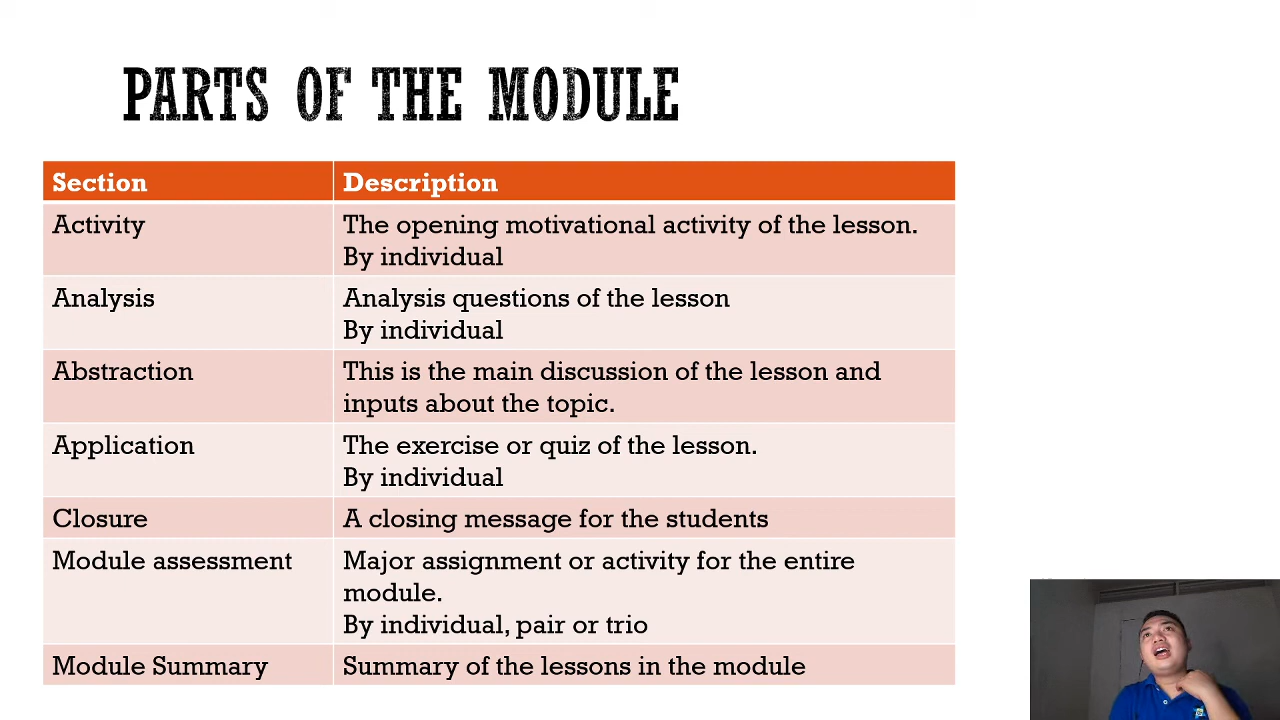 PARTS OF THE MODULE
Section Description
Activity The opening motivational activity of the lesson.
By individual
Analysis Analysis questions of the lesson
By individual
Abstraction This is the main discussion of the lesson and
inputs about the topic.
Application The exercise or quiz of the lesson.
By individual
Closure A closing message for the students
Module assessment Major assignment or activity for the entire
module.
By individual, pair or trio
Module Summary Summary of the lessons in the module